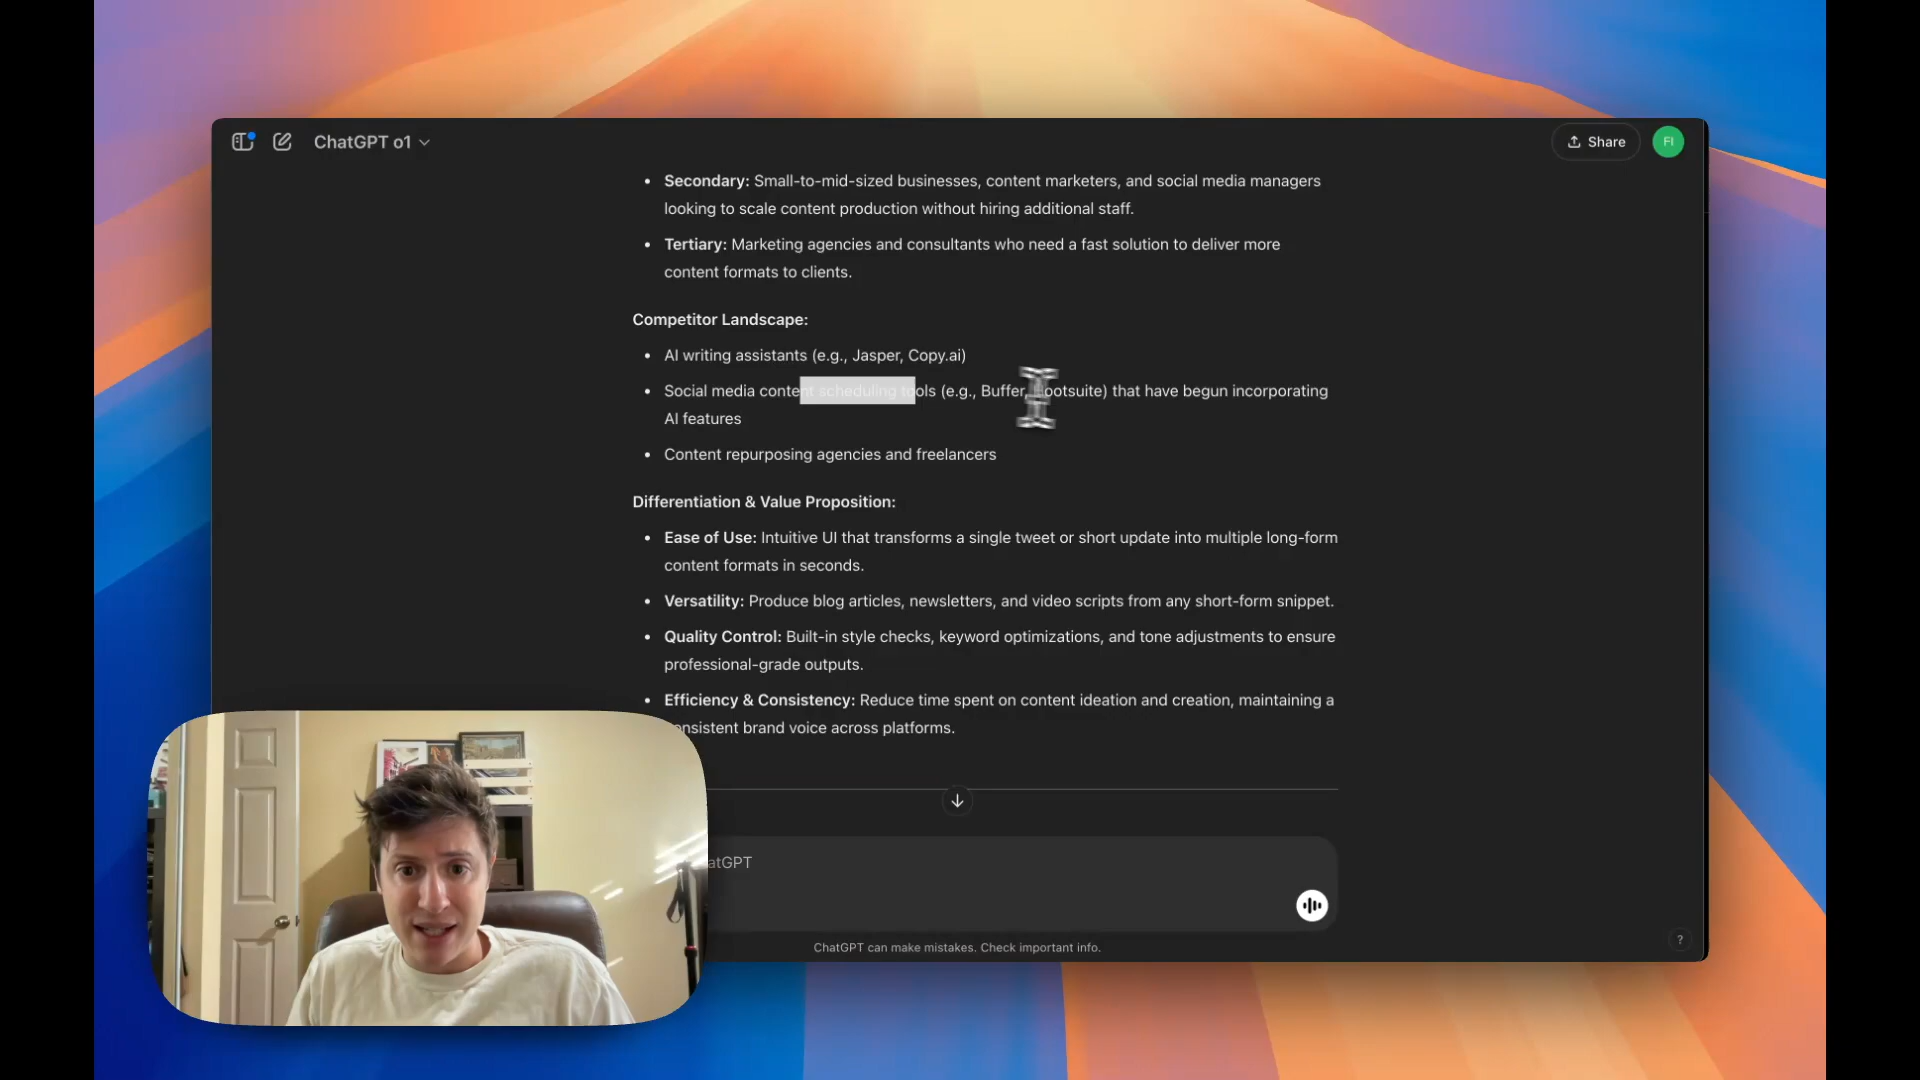 ChatGPT o1
Share
FI
Secondary: Small-to-mid-sized businesses, content marketers, and social media managers
looking to scale content production without hiring additional staff.
Tertiary: Marketing agencies and consultants who need a fast solution to deliver more
content formats to clients.
Competitor Landscape:
AI writing assistants (e.g., Jasper, Copy.ai)
Social media content scheduling tools (e.g., Buffer, Hootsuite) that have begun incorporating
AI features
Content repurposing agencies and freelancers
Differentiation & Value Proposition:
Ease of Use: Intuitive UI that transforms a single tweet or short update into multiple long-form
content formats in seconds.
Versatility: Produce blog articles, newsletters, and video scripts from any short-form snippet.
Quality Control: Built-in style checks, keyword optimizations, and tone adjustments to ensure
professional-grade outputs.
Efficiency & Consistency: Reduce time spent on content ideation and creation, maintaining a
onsistent brand voice across platforms.
atGPT
ChatGPT can make mistakes. Check important info.
?